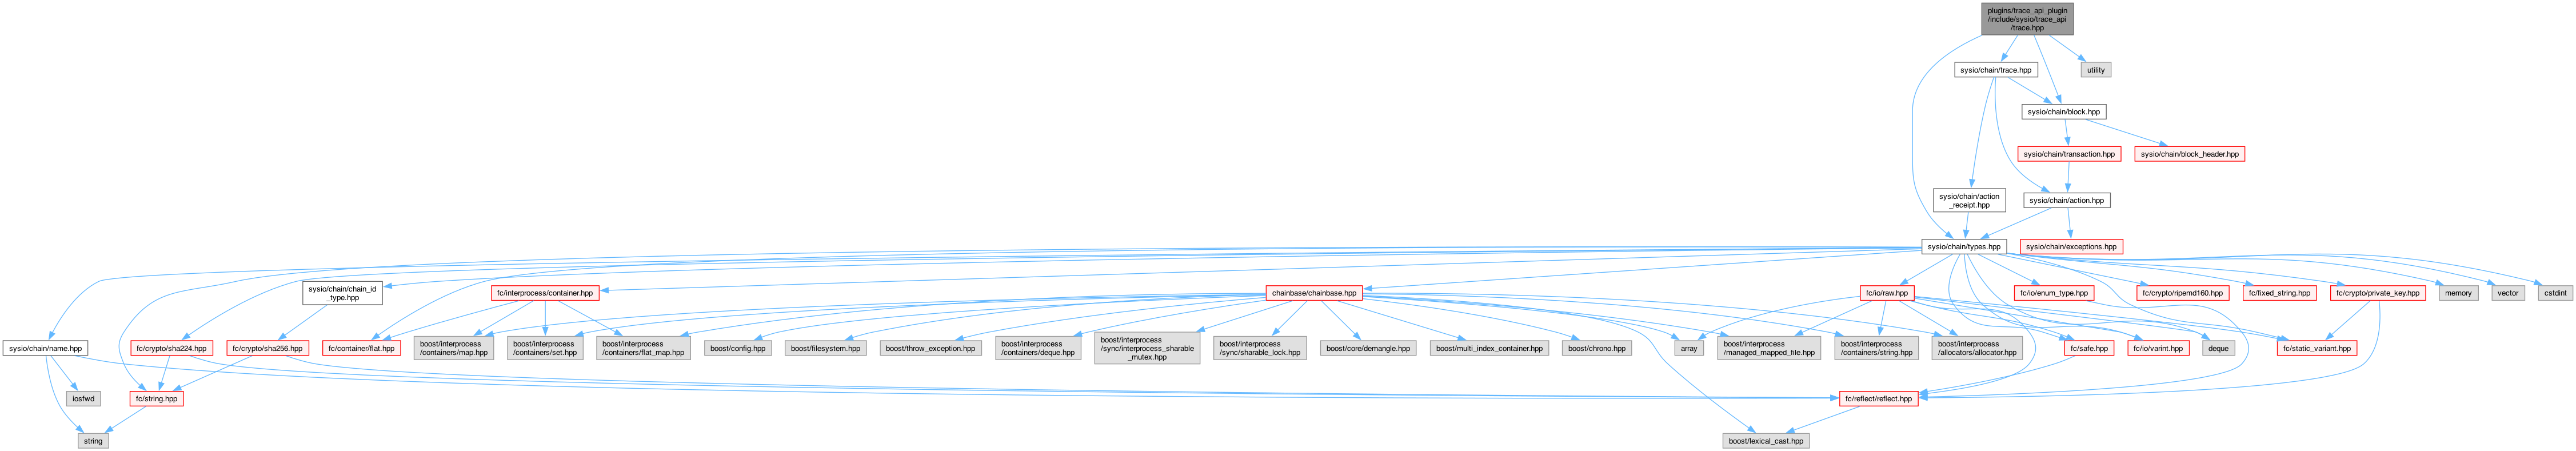 plugins/trace_api_plugin
/include/sysio/trace_api
/trace.hpp
sysio/chain/trace.hpp
utility
sysio/chain/block.hpp
sysio/chain/transaction.hpp
sysio/chain/block_header.hpp
sysio/chain/action
_receipt.hpp
sysio/chain/action.hpp
sysio/chain/types.hpp
sysio/chain/exceptions.hpp
sysio/chain/chain_id
_type.hpp
fc/interprocess/container.hpp
chainbase/chainbase.hpp
fc/io/raw.hpp
fc/io/enum_type.hpp
fc/crypto/ripemd160.hpp
fc/fixed_string.hpp
fc/crypto/private_key.hpp
memory
vector
cstdint
sysio/chain/name.hpp
fc/crypto/sha224.hpp
fc/crypto/sha256.hpp
fc/container/flat.hpp
boost/interprocess
/containers/map.hpp
boost/interprocess
/containers/set.hpp
boost/interprocess
/containers/flat_map.hpp
boost/config.hpp
boost/filesystem.hpp
boost/throw_exception.hpp
boost/interprocess
/containers/deque.hpp
boost/interprocess
/sync/interprocess_sharable
_mutex.hpp
boost/interprocess
/sync/sharable_lock.hpp
boost/core/demangle.hpp
boost/multi_index_container.hpp
boost/chrono.hpp
array
boost/interprocess
/managed_mapped_file.hpp
boost/interprocess
/containers/string.hpp
boost/interprocess
/allocators/allocator.hpp
fc/safe.hpp
fc/io/varint.hpp
deque
fc/static_variant.hpp
iosfwd
fc/string.hpp
fc/reflect/reflect.hpp
string
boost/lexical_cast.hpp